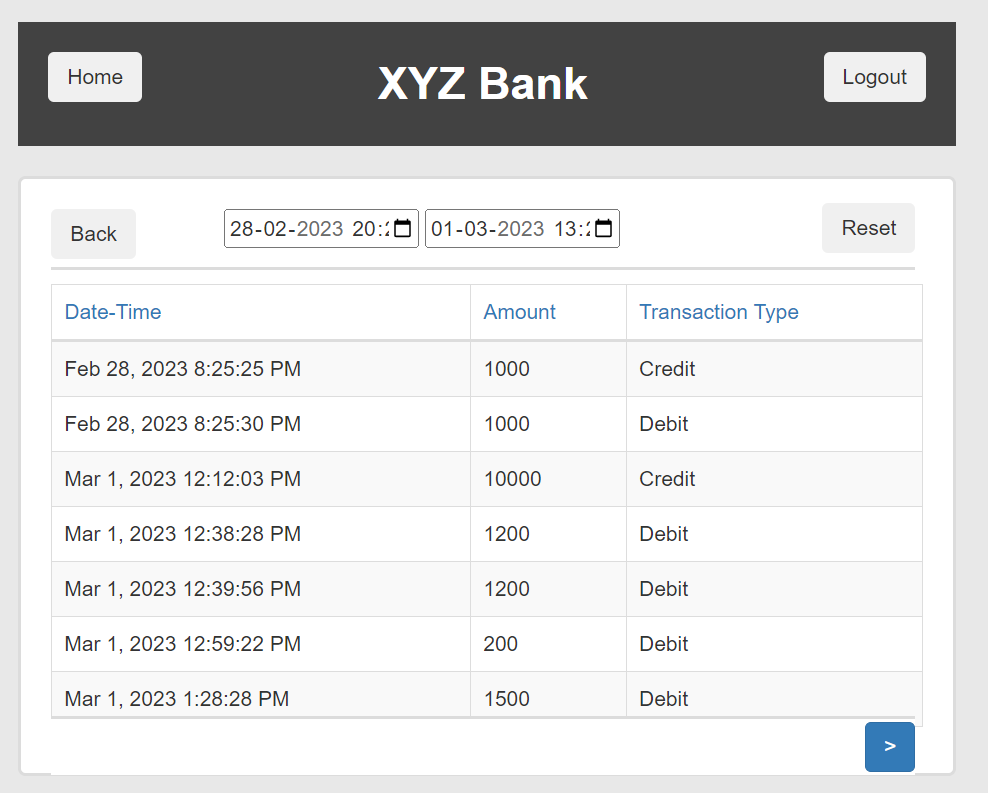 Home XYZ Bank Logout
Back 28-02-2023 20:2 01-03-2023 13:2 Reset
Date-Time Amount Transaction Type
Feb 28, 2023 8:25:25 PM 1000 Credit
Feb 28, 2023 8:25:30 PM 1000 Debit
Mar 1, 2023 12:12:03 PM 10000 Credit
Mar 1, 2023 12:38:28 PM 1200 Debit
Mar 1, 2023 12:39:56 PM 1200 Debit
Mar 1, 2023 12:59:22 PM 200 Debit
Mar 1, 2023 1:28:28 PM 1500 Debit
>